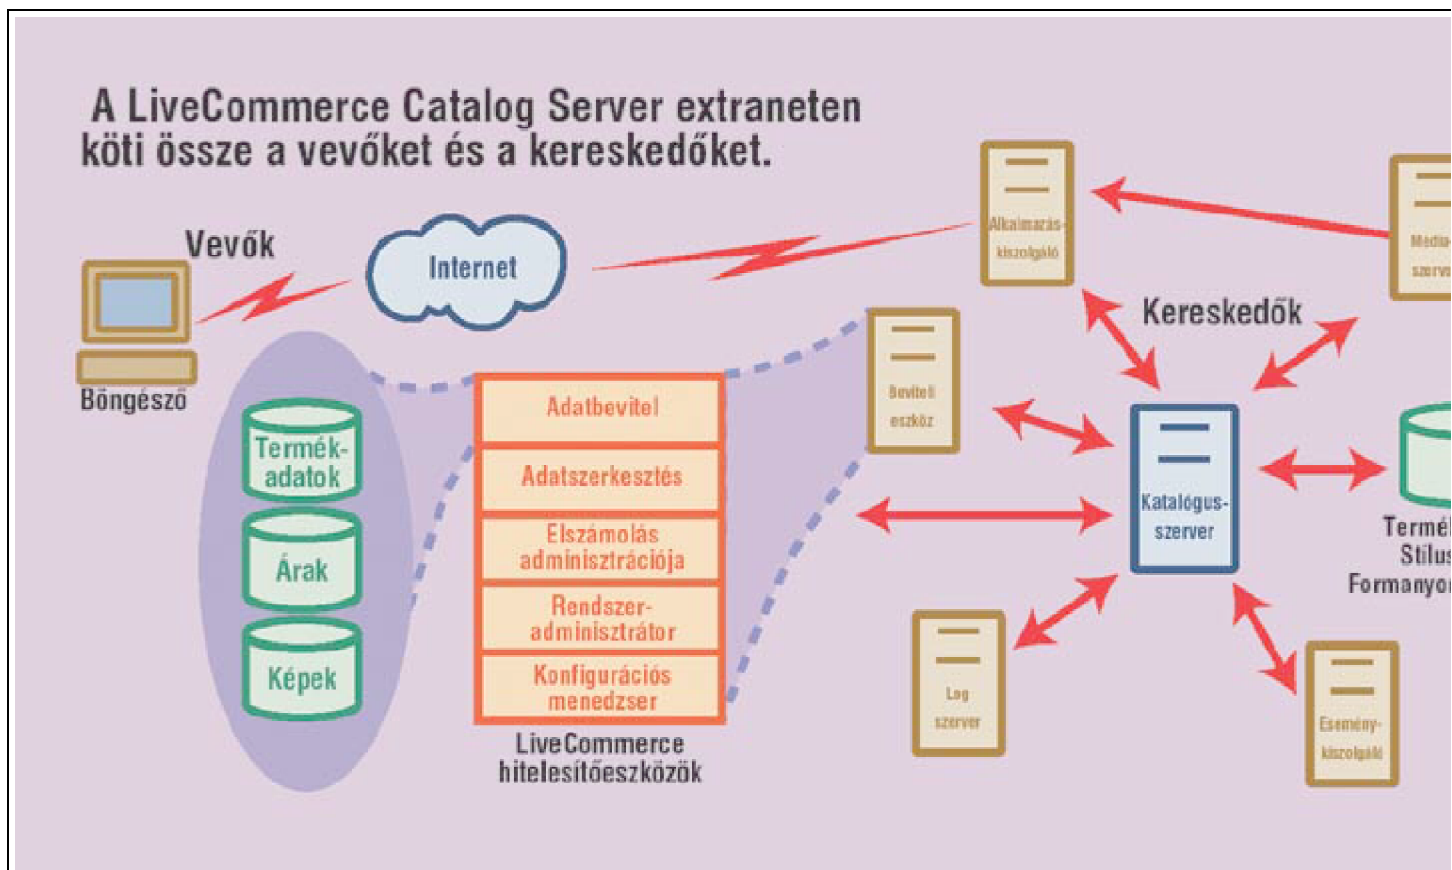 A LiveCommerce Catalog Server extraneten
köti össze a vevőket és a kereskedőket.
Vevők
Internet
Böngésző
Termék-
adatok
Árak
Képek
Adatbevitel
Adatszerkesztés
Elszámolás
adminisztrációja
Rendszer-
adminisztrátor
Konfigurációs
menedzser
LiveCommerce
hitelesítőeszközök
Alkalmazás-
kiszolgáló
Beviteli
eszköz
Kereskedők
Katalógus-
szerver
Log
szerver
Esemény-
kiszolgáló